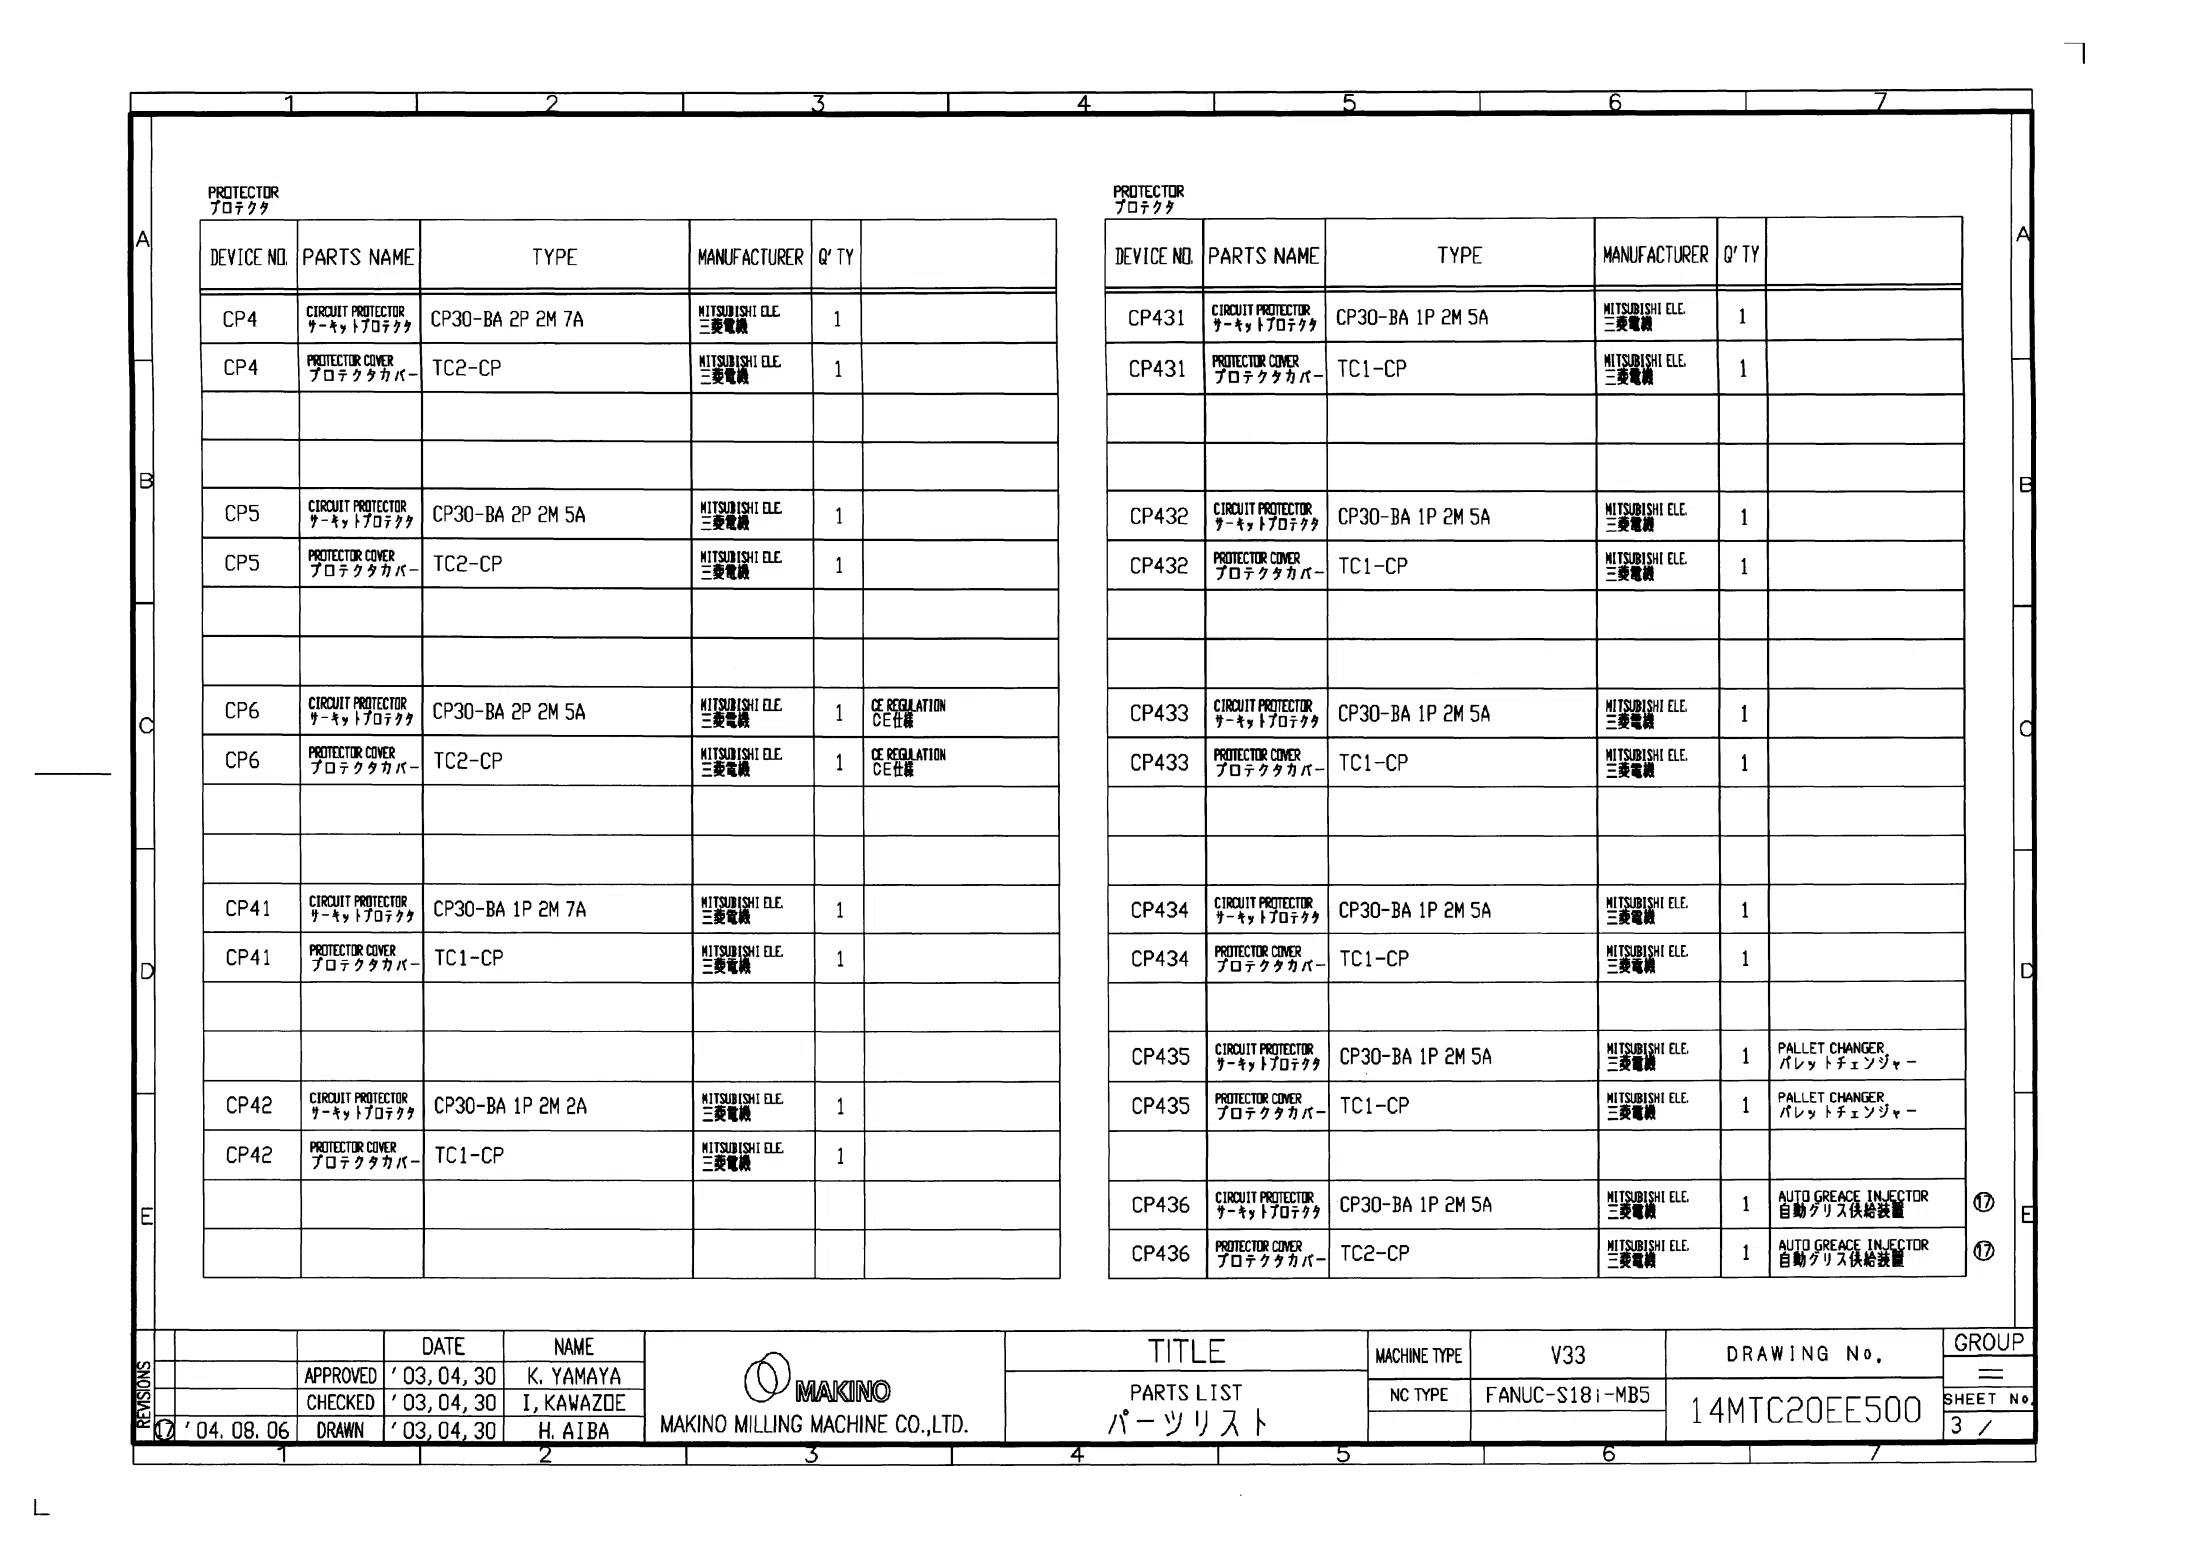 1 2 3 4 5 6 7
PROTECTOR
プロテクタ
DEVICE NO. PARTS NAME TYPE MANUFACTURER Q'TY
CP4 CIRCUIT PROTECTOR サーキットプロテクタ CP30-BA 2P 2M 7A MITSUBISHI ELE. 三菱電機 1
CP4 PROTECTOR COVER プロテクタカバー TC2-CP MITSUBISHI ELE. 三菱電機 1
CP5 CIRCUIT PROTECTOR サーキットプロテクタ CP30-BA 2P 2M 5A MITSUBISHI ELE. 三菱電機 1
CP5 PROTECTOR COVER プロテクタカバー TC2-CP MITSUBISHI ELE. 三菱電機 1
CP6 CIRCUIT PROTECTOR サーキットプロテクタ CP30-BA 2P 2M 5A MITSUBISHI ELE. 三菱電機 1 CE REGULATION CE仕様
CP6 PROTECTOR COVER プロテクタカバー TC2-CP MITSUBISHI ELE. 三菱電機 1 CE REGULATION CE仕様
CP41 CIRCUIT PROTECTOR サーキットプロテクタ CP30-BA 1P 2M 7A MITSUBISHI ELE. 三菱電機 1
CP41 PROTECTOR COVER プロテクタカバー TC1-CP MITSUBISHI ELE. 三菱電機 1
CP42 CIRCUIT PROTECTOR サーキットプロテクタ CP30-BA 1P 2M 2A MITSUBISHI ELE. 三菱電機 1
CP42 PROTECTOR COVER プロテクタカバー TC1-CP MITSUBISHI ELE. 三菱電機 1
PROTECTOR
プロテクタ
DEVICE NO. PARTS NAME TYPE MANUFACTURER Q'TY
CP431 CIRCUIT PROTECTOR サーキットプロテクタ CP30-BA 1P 2M 5A MITSUBISHI ELE. 三菱電機 1
CP431 PROTECTOR COVER プロテクタカバー TC1-CP MITSUBISHI ELE. 三菱電機 1
CP432 CIRCUIT PROTECTOR サーキットプロテクタ CP30-BA 1P 2M 5A MITSUBISHI ELE. 三菱電機 1
CP432 PROTECTOR COVER プロテクタカバー TC1-CP MITSUBISHI ELE. 三菱電機 1
CP433 CIRCUIT PROTECTOR サーキットプロテクタ CP30-BA 1P 2M 5A MITSUBISHI ELE. 三菱電機 1
CP433 PROTECTOR COVER プロテクタカバー TC1-CP MITSUBISHI ELE. 三菱電機 1
CP434 CIRCUIT PROTECTOR サーキットプロテクタ CP30-BA 1P 2M 5A MITSUBISHI ELE. 三菱電機 1
CP434 PROTECTOR COVER プロテクタカバー TC1-CP MITSUBISHI ELE. 三菱電機 1
CP435 CIRCUIT PROTECTOR サーキットプロテクタ CP30-BA 1P 2M 5A MITSUBISHI ELE. 三菱電機 1 PALLET CHANGER パレットチェンジャー
CP435 PROTECTOR COVER プロテクタカバー TC1-CP MITSUBISHI ELE. 三菱電機 1 PALLET CHANGER パレットチェンジャー
CP436 CIRCUIT PROTECTOR サーキットプロテクタ CP30-BA 1P 2M 5A MITSUBISHI ELE. 三菱電機 1 AUTO GREACE INJECTOR 自動グリス供給装置 ⑰
CP436 PROTECTOR COVER プロテクタカバー TC2-CP MITSUBISHI ELE. 三菱電機 1 AUTO GREACE INJECTOR 自動グリス供給装置 ⑰
A A
B B
C C
D D
E E
REVISIONS
DATE NAME
APPROVED '03,04,30 K. YAMAYA
CHECKED '03,04,30 I, KAWAZOE
⑰ '04.08.06 DRAWN '03,04,30 H. AIBA
MAKINO
MAKINO MILLING MACHINE CO.,LTD.
TITLE
PARTS LIST
パーツリスト
MACHINE TYPE V33
NC TYPE FANUC-S18i-MB5
DRAWING No.
14MTC20EE500
GROUP
=
SHEET No.
3 /
1 2 3 4 5 6 7